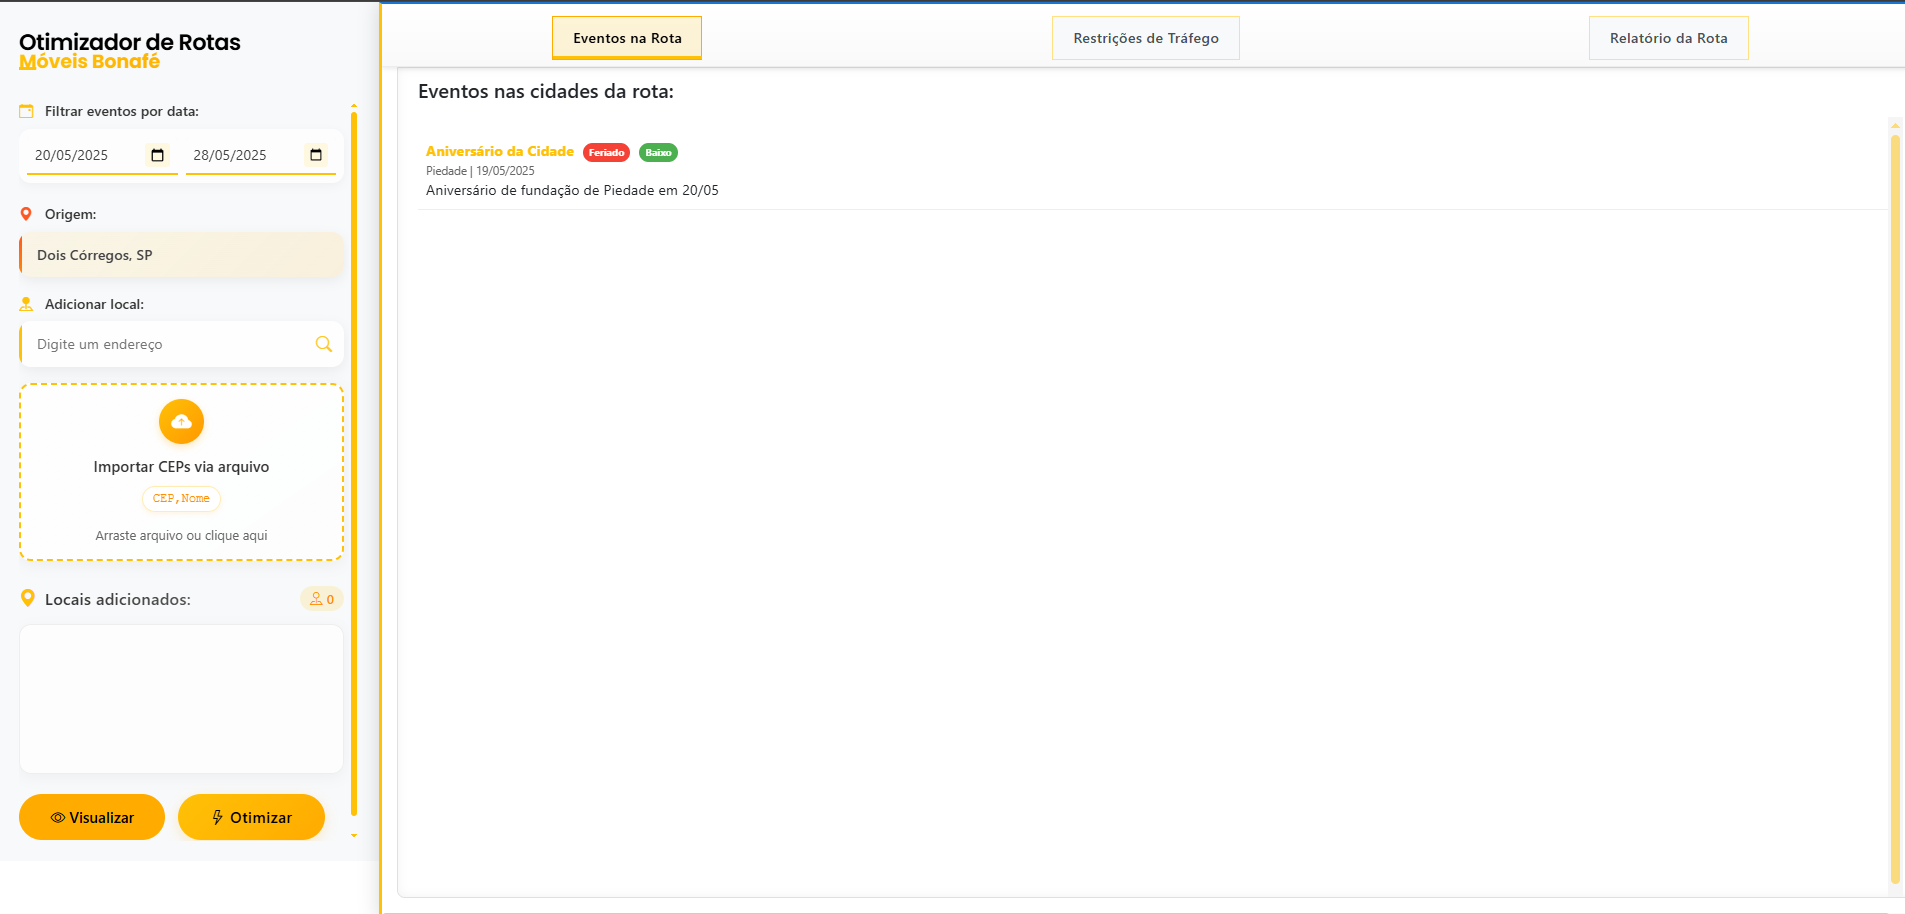 Otimizador de Rotas
Móveis Bonafé
Filtrar eventos por data:
20/05/2025
28/05/2025
Origem:
Dois Córregos, SP
Adicionar local:
Digite um endereço
Importar CEPs via arquivo
CEP,Nome
Arraste arquivo ou clique aqui
Locais adicionados:
0
Visualizar
Otimizar
Eventos na Rota
Restrições de Tráfego
Relatório da Rota
Eventos nas cidades da rota:
Aniversário da Cidade Feriado Baixo
Piedade | 19/05/2025
Aniversário de fundação de Piedade em 20/05